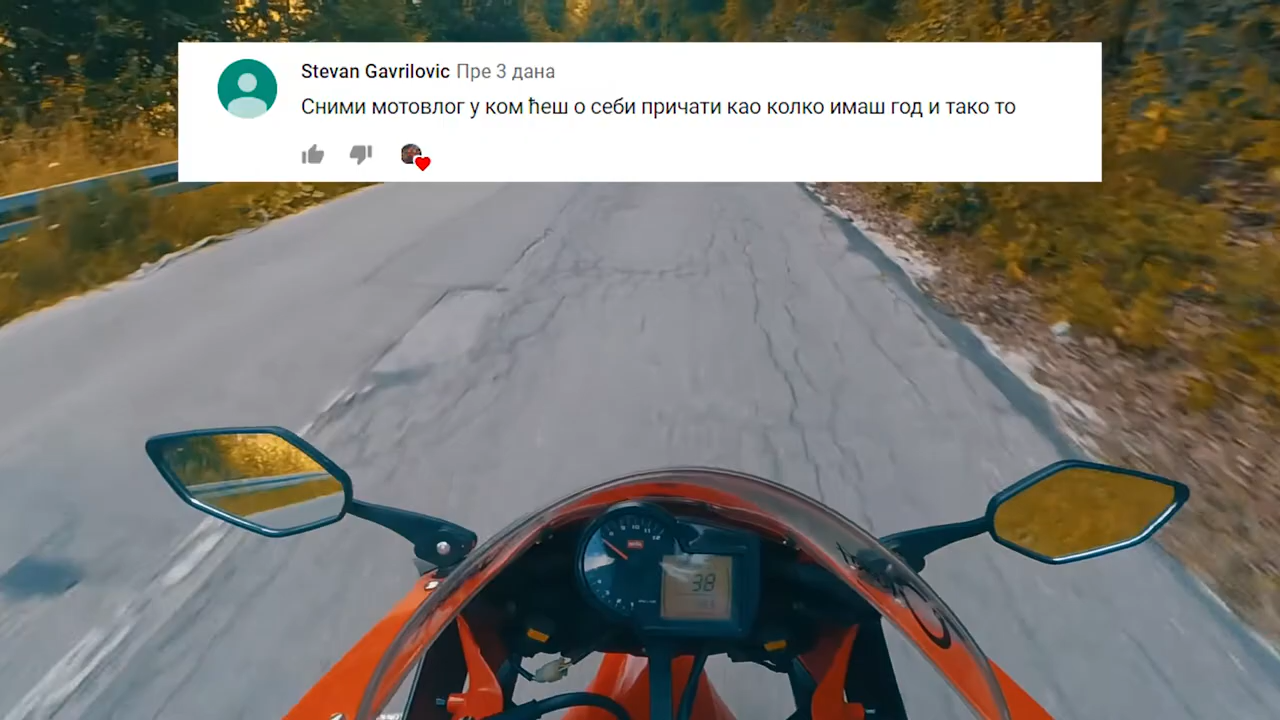 Stevan Gavrilovic Пре 3 дана
Сними мотовлог у ком ћеш о себи причати као колко имаш год и тако то
38